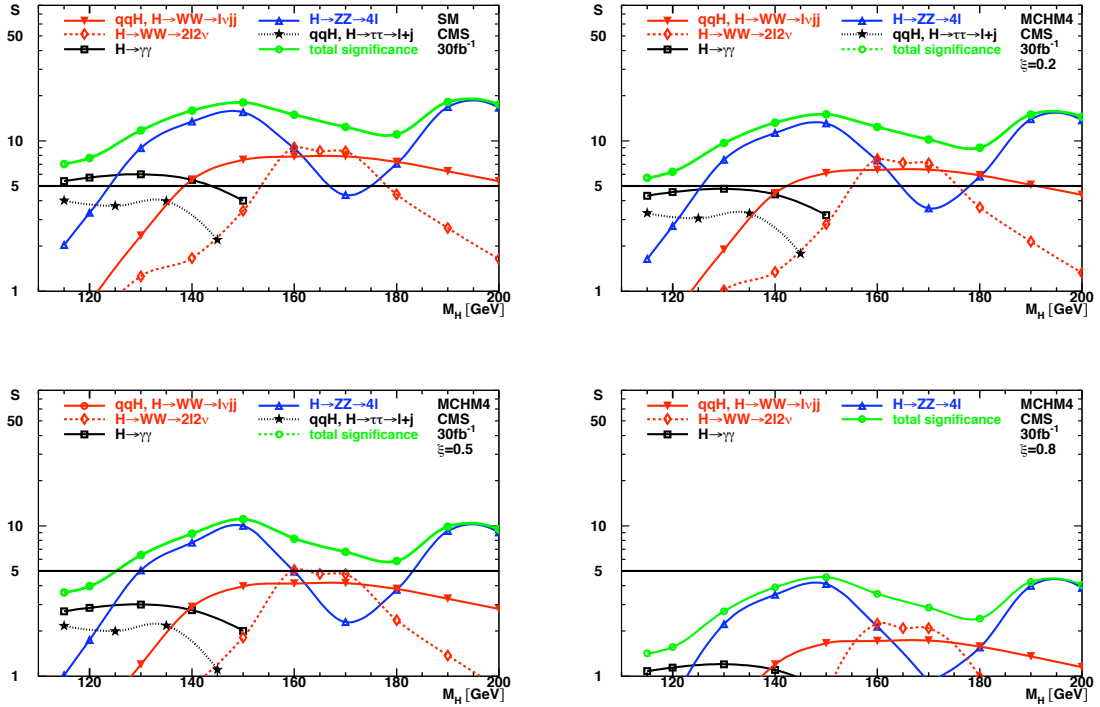 S
qqH, H→WW→lνjj H→ZZ→4l SM
50 H→WW→2l2ν qqH, H→ττ→l+j CMS
H→γγ total significance 30fb⁻¹
10
5
1
120 140 160 180 200
M_H [GeV]
S
qqH, H→WW→lνjj H→ZZ→4l MCHM4
50 H→WW→2l2ν qqH, H→ττ→l+j CMS
H→γγ total significance 30fb⁻¹
ξ=0.2
10
5
1
120 140 160 180 200
M_H [GeV]
S
qqH, H→WW→lνjj H→ZZ→4l MCHM4
50 H→WW→2l2ν qqH, H→ττ→l+j CMS
H→γγ total significance 30fb⁻¹
ξ=0.5
10
5
1
120 140 160 180 200
M_H [GeV]
S
qqH, H→WW→lνjj H→ZZ→4l MCHM4
50 H→WW→2l2ν total significance CMS
H→γγ 30fb⁻¹
ξ=0.8
10
5
1
120 140 160 180 200
M_H [GeV]